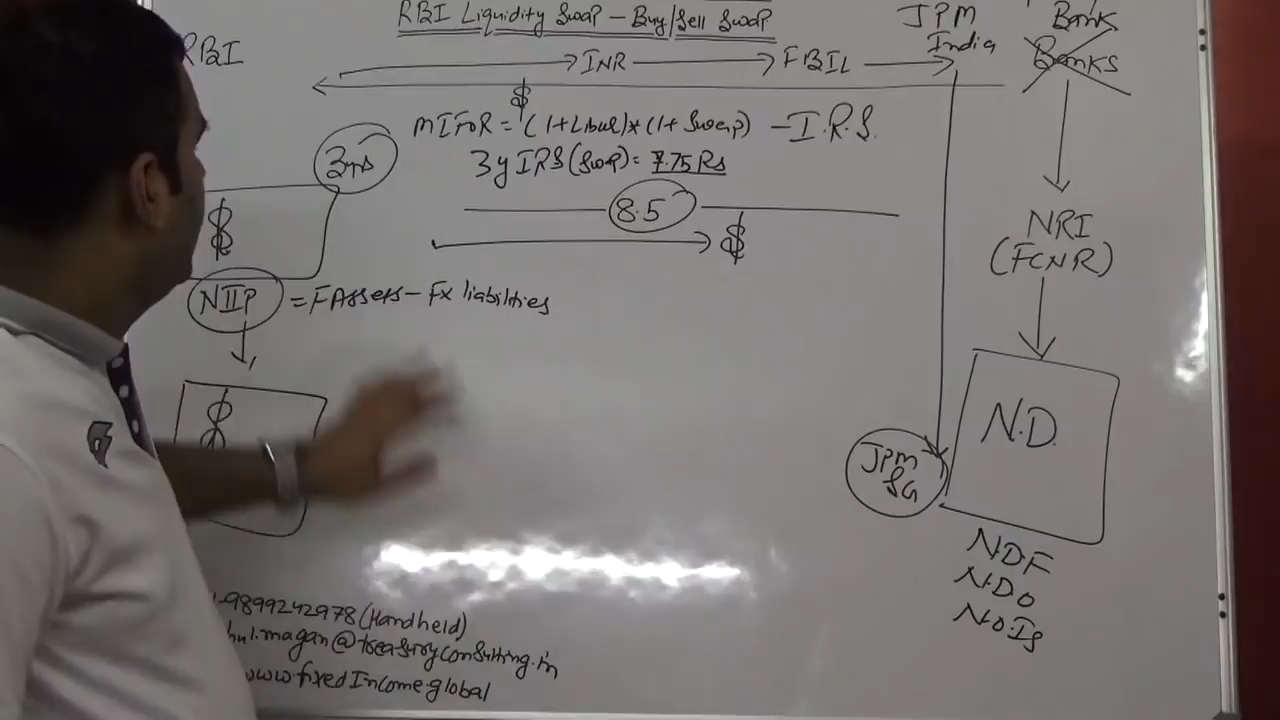 RBI Liquidity Swap - Buy/Sell Swap
RBI
JPM India
Bank
Banks
INR
FBIL
$
MIFOR = (1+Libor)*(1+Swap) - I.R.S.
3y IRS (Swap) = 7.75 Rs
3yrs
8.5
$
$
NIIP = FAssets - Fx liabilities
$
NRI
(FCNR)
N.D.
JPM
SG
NDF
NDO
9899242978 (Handheld)
hul.magan@treasuryconsulting.in
www.fixedIncome.global